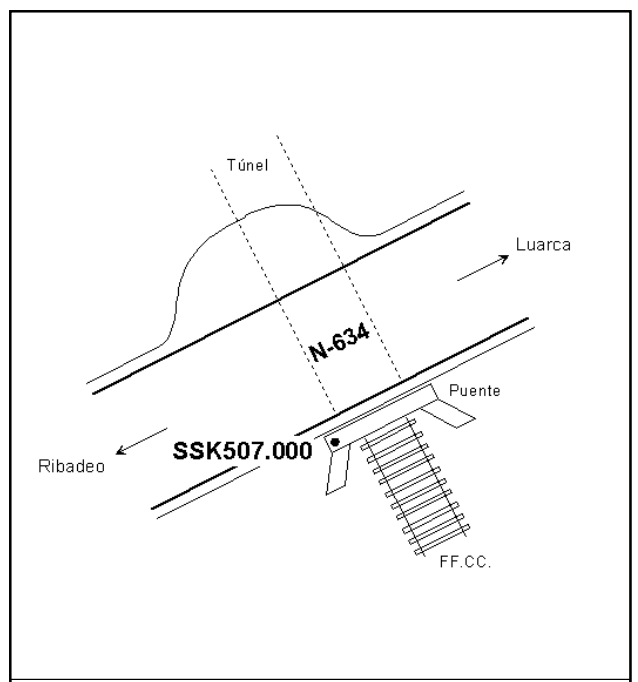 Túnel
Luarca
N-634
Puente
SSK507.000
Ribadeo
FF.CC.